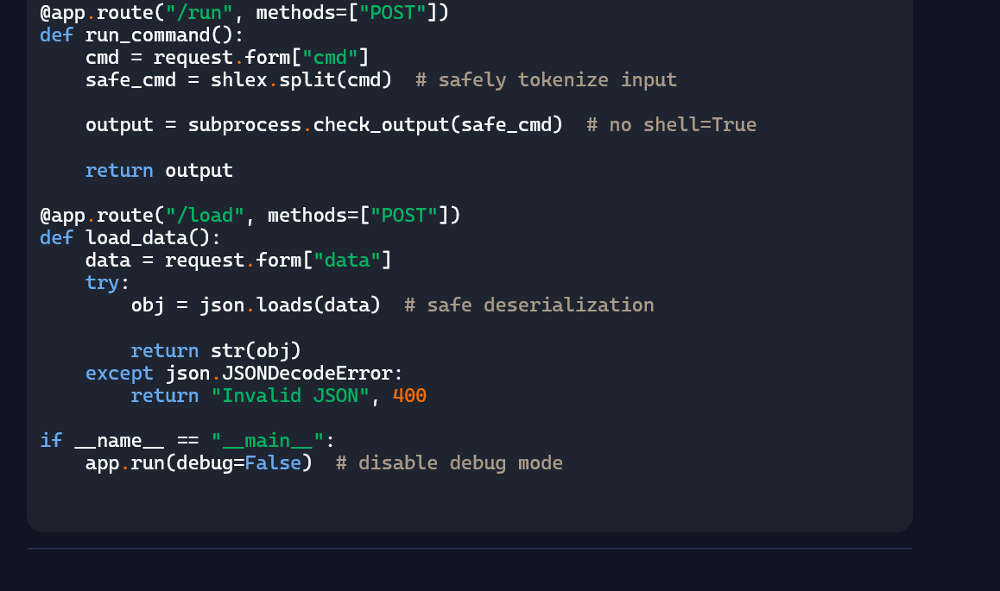 @app.route("/run", methods=["POST"])
def run_command():
    cmd = request.form["cmd"]
    safe_cmd = shlex.split(cmd)  # safely tokenize input
    output = subprocess.check_output(safe_cmd)  # no shell=True
    return output
@app.route("/load", methods=["POST"])
def load_data():
    data = request.form["data"]
    try:
        obj = json.loads(data)  # safe deserialization
        return str(obj)
    except json.JSONDecodeError:
        return "Invalid JSON", 400
if __name__ == "__main__":
    app.run(debug=False)  # disable debug mode